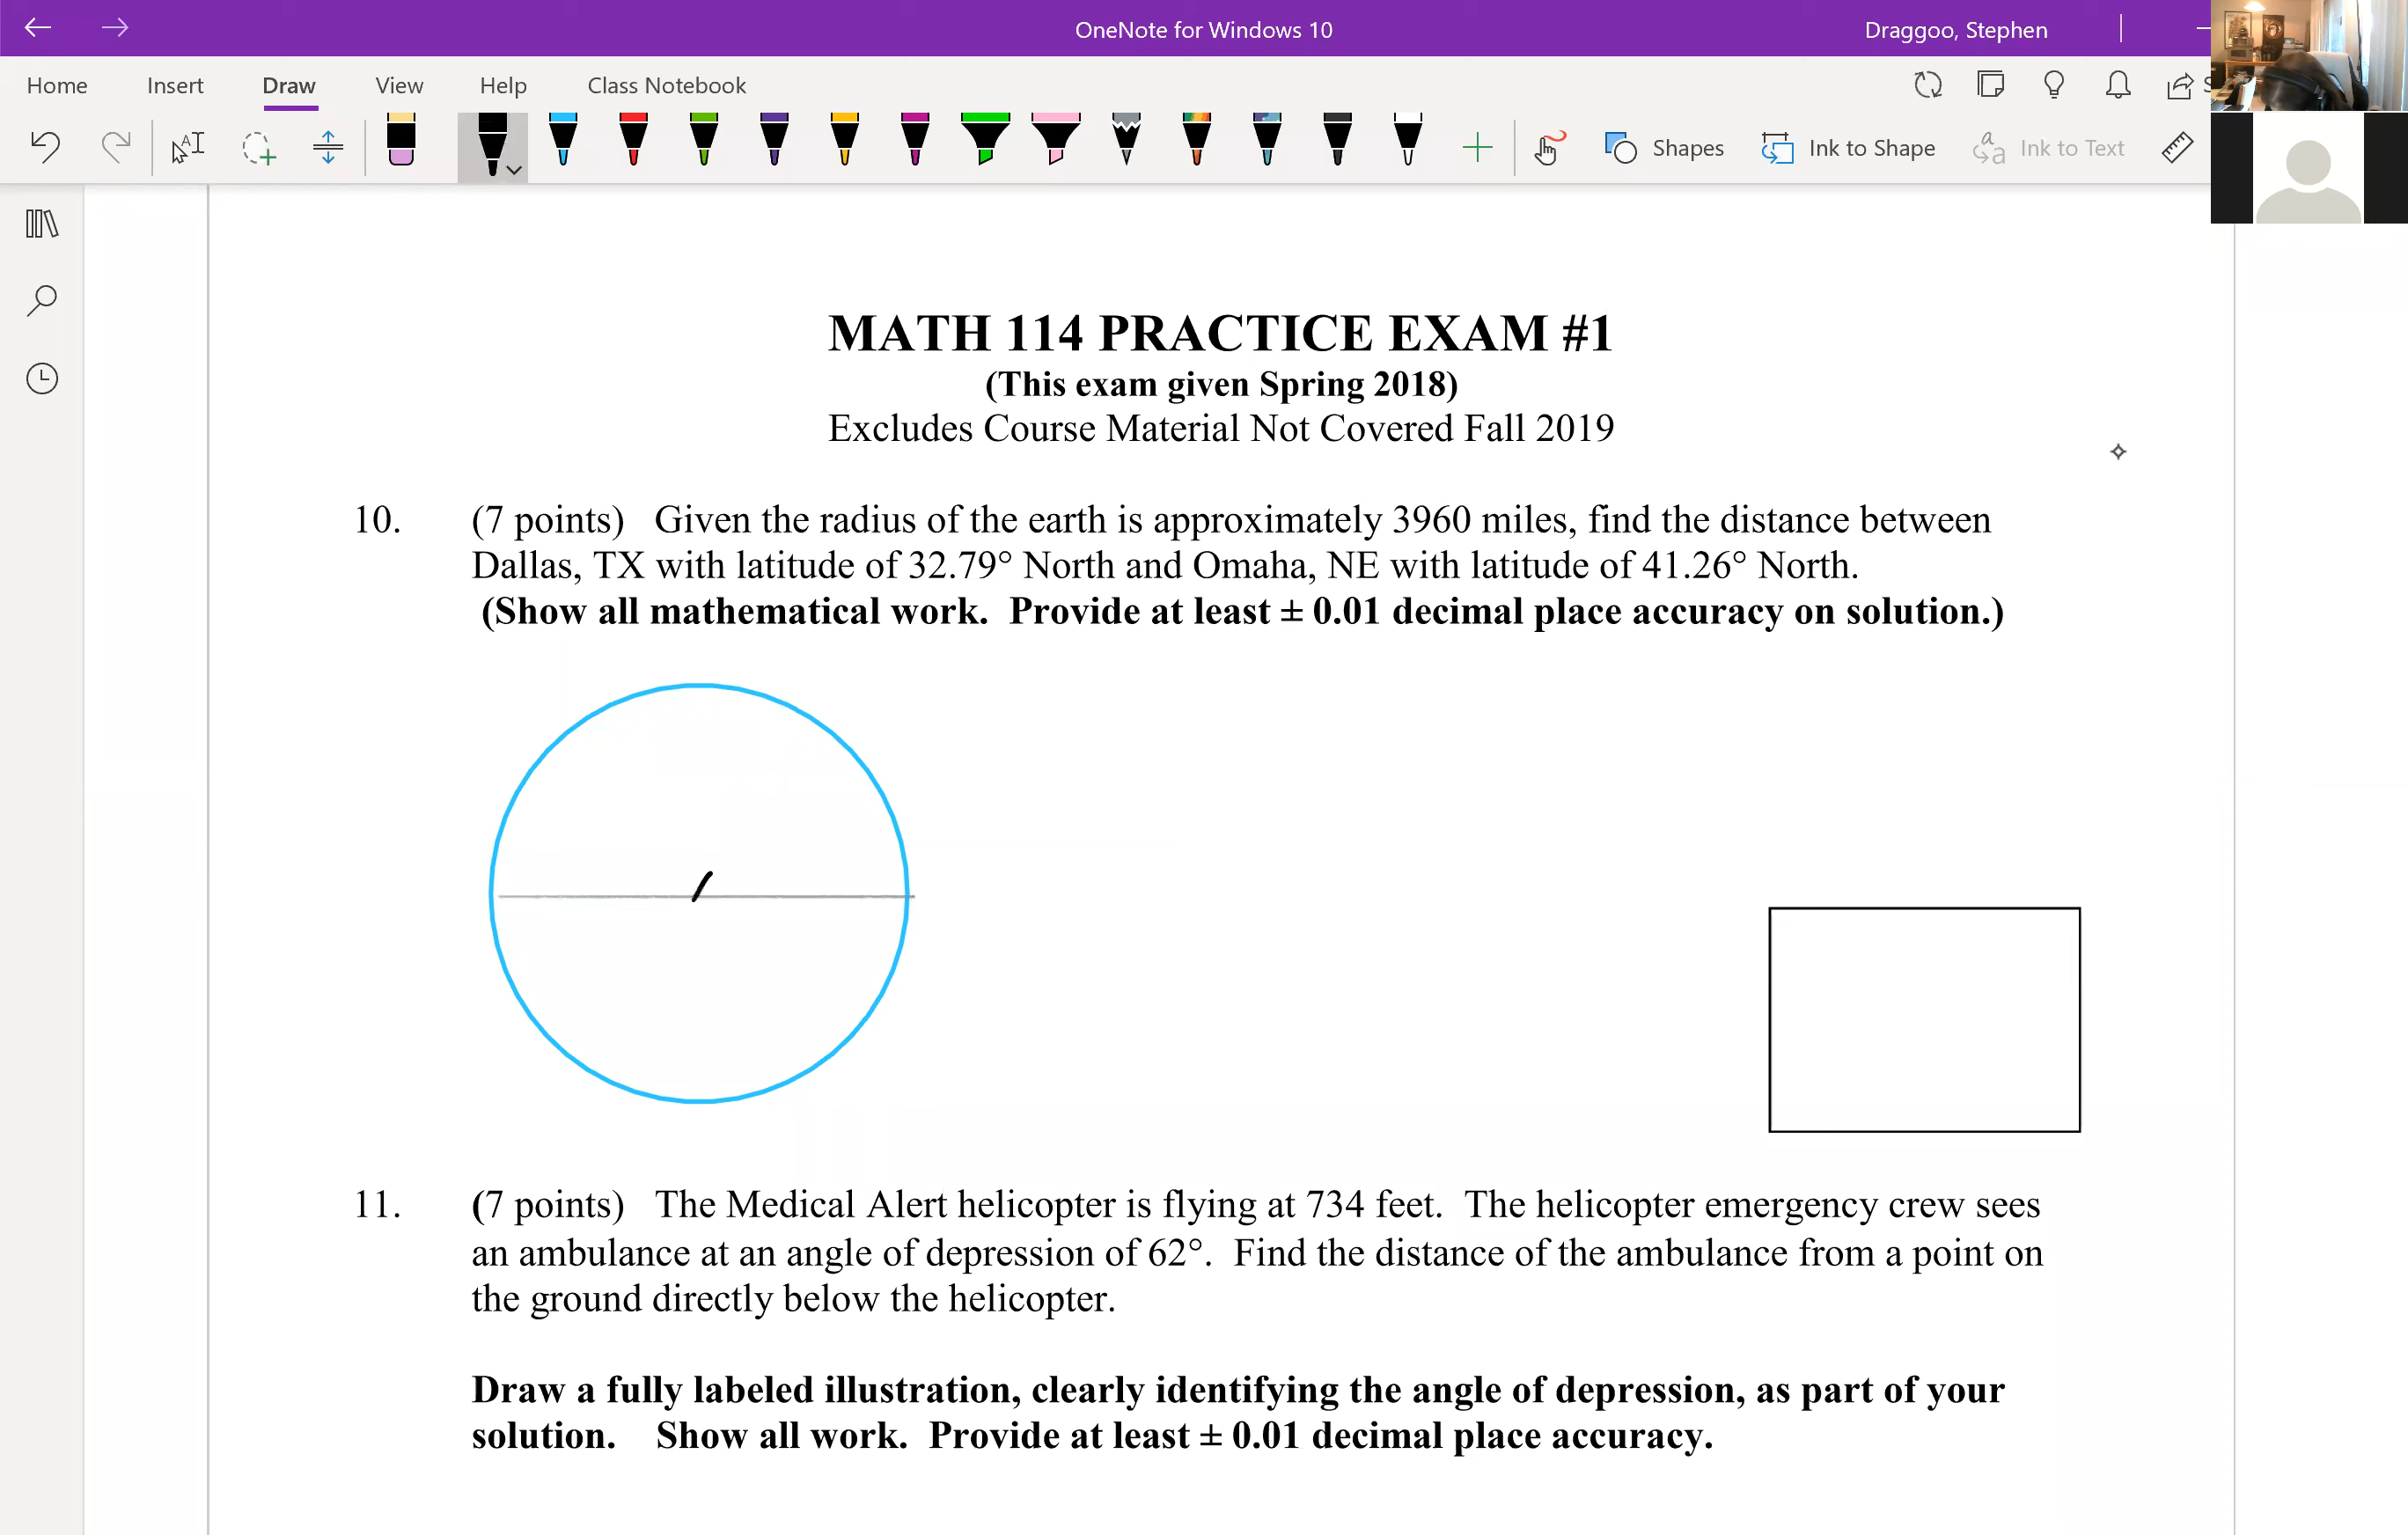 OneNote for Windows 10
Draggoo, Stephen
Home Insert Draw View Help Class Notebook
Shapes Ink to Shape Ink to Text
MATH 114 PRACTICE EXAM #1
(This exam given Spring 2018)
Excludes Course Material Not Covered Fall 2019
10. (7 points) Given the radius of the earth is approximately 3960 miles, find the distance between
Dallas, TX with latitude of 32.79° North and Omaha, NE with latitude of 41.26° North.
(Show all mathematical work. Provide at least ± 0.01 decimal place accuracy on solution.)
11. (7 points) The Medical Alert helicopter is flying at 734 feet. The helicopter emergency crew sees
an ambulance at an angle of depression of 62°. Find the distance of the ambulance from a point on
the ground directly below the helicopter.
Draw a fully labeled illustration, clearly identifying the angle of depression, as part of your
solution. Show all work. Provide at least ± 0.01 decimal place accuracy.